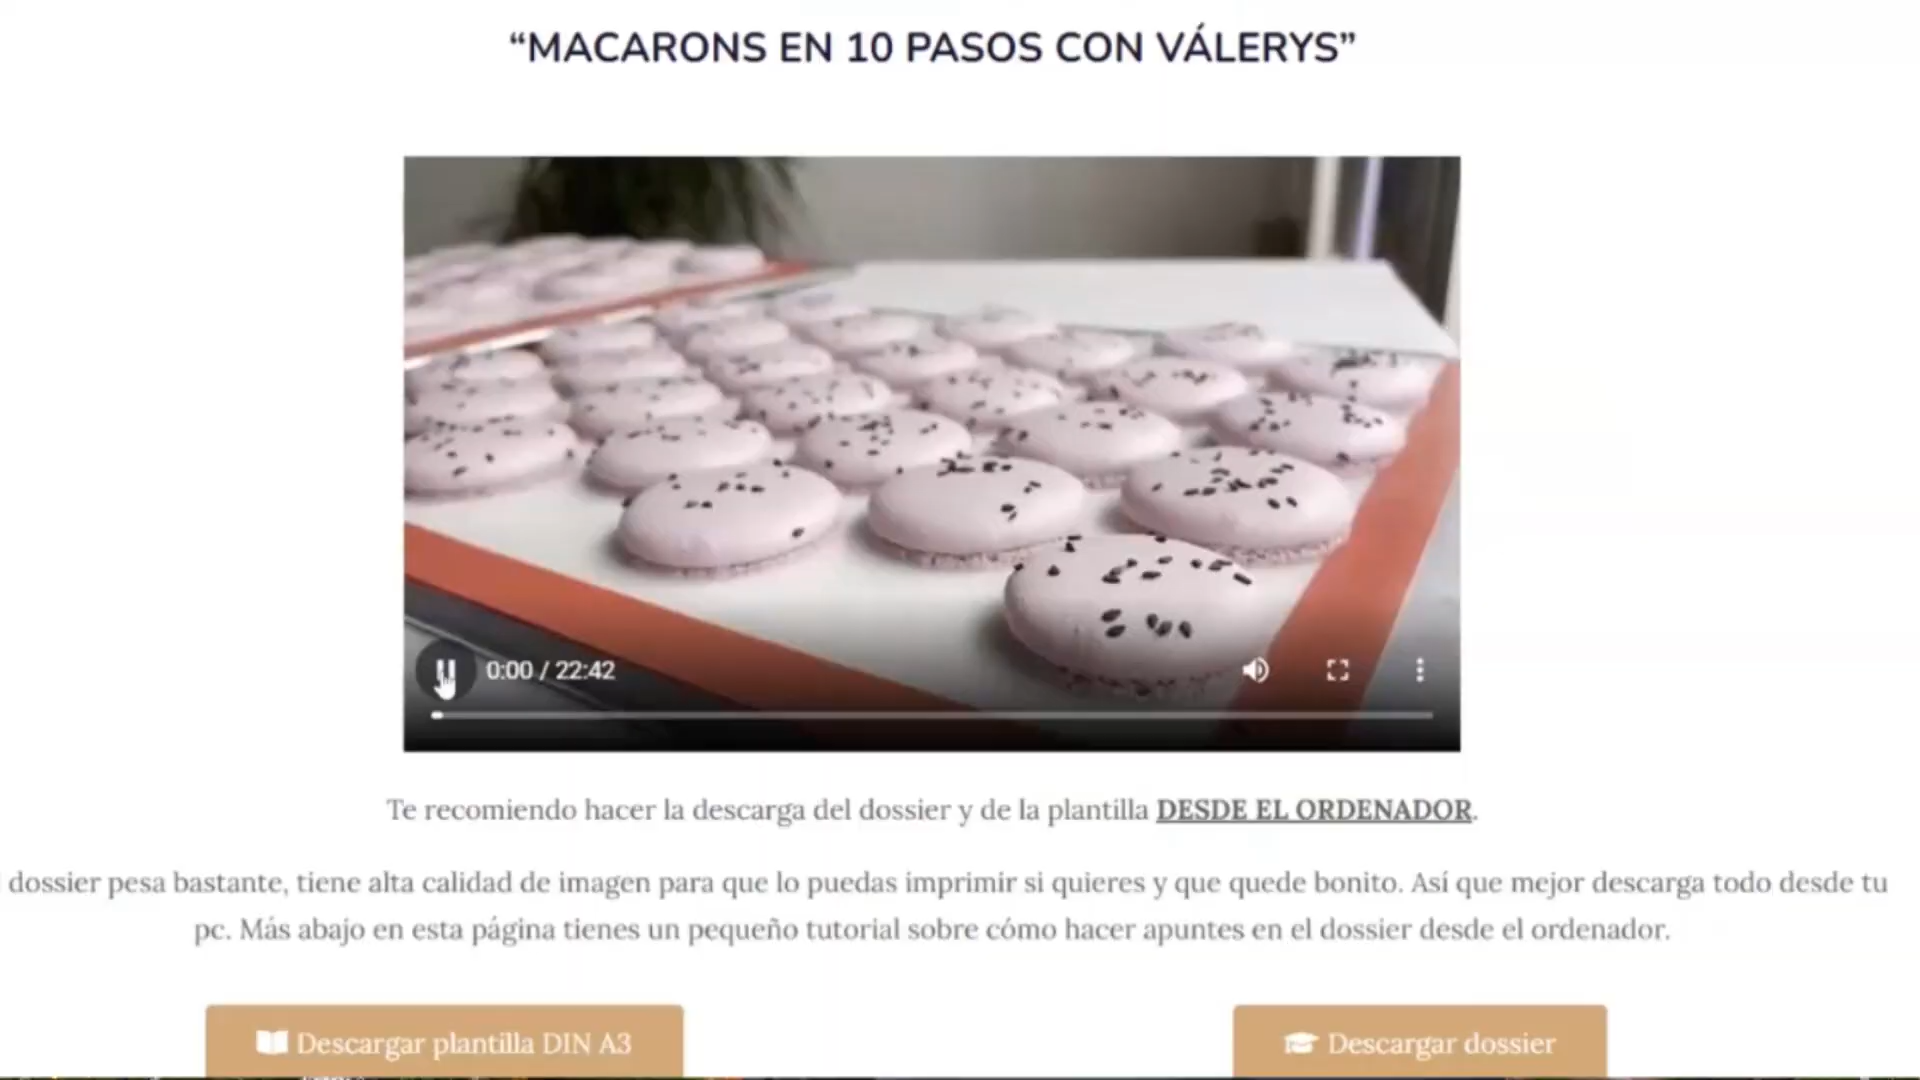 “MACARONS EN 10 PASOS CON VÁLERYS”
0:00 / 22:42
Te recomiendo hacer la descarga del dossier y de la plantilla DESDE EL ORDENADOR.
dossier pesa bastante, tiene alta calidad de imagen para que lo puedas imprimir si quieres y que quede bonito. Así que mejor descarga todo desde tu
pc. Más abajo en esta página tienes un pequeño tutorial sobre cómo hacer apuntes en el dossier desde el ordenador.
Descargar plantilla DIN A3
Descargar dossier